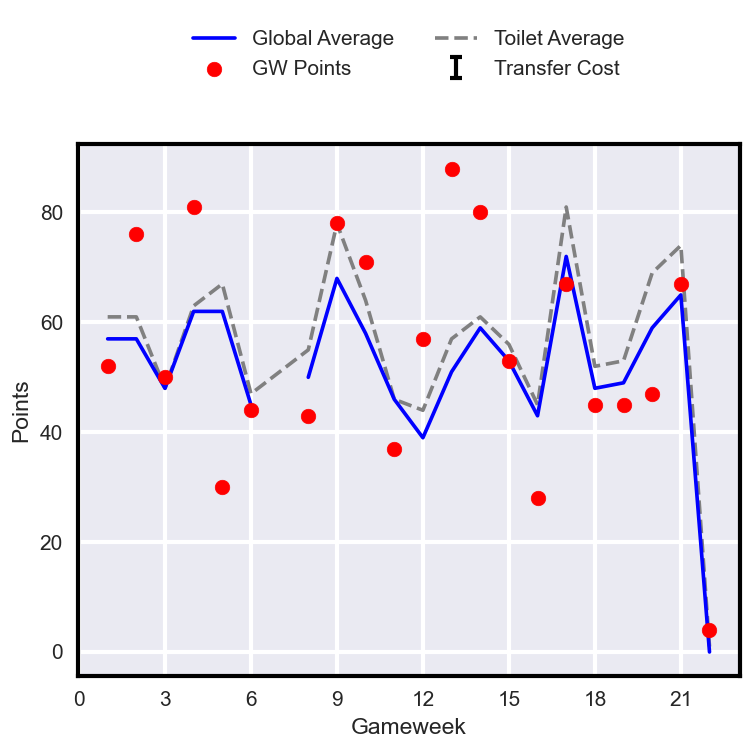 Global Average
Toilet Average
GW Points
Transfer Cost
80
60
40
20
0
Points
0 3 6 9 12 15 18 21
Gameweek